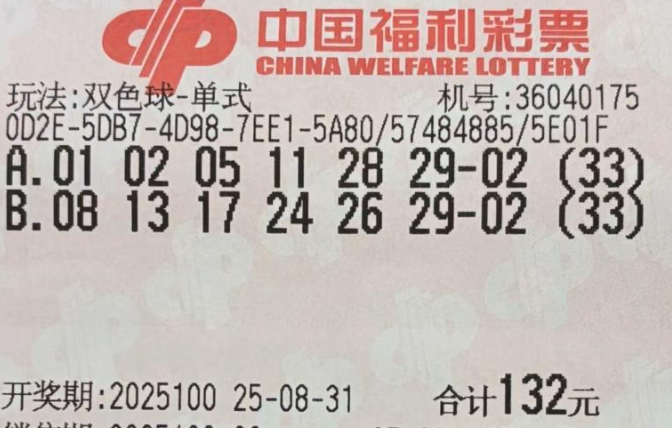 中国福利彩票
CHINA WELFARE LOTTERY
玩法:双色球-单式 机号:36040175
0D2E-5DB7-4D98-7EE1-5A80/57484885/5E01F
A.01 02 05 11 28 29-02 (33)
B.08 13 17 24 26 29-02 (33)
开奖期:2025100 25-08-31 合计132元